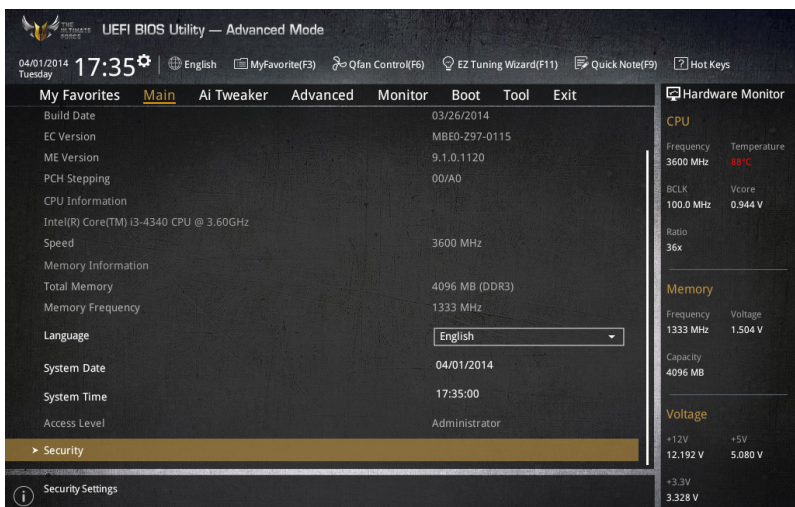 THE
ULTIMATE
FORCE
UEFI BIOS Utility — Advanced Mode
04/01/2014
Tuesday
17:35
English
MyFavorite(F3)
Qfan Control(F6)
EZ Tuning Wizard(F11)
Quick Note(F9)
? Hot Keys
My Favorites Main Ai Tweaker Advanced Monitor Boot Tool Exit
Build Date 03/26/2014
EC Version MBE0-Z97-0115
ME Version 9.1.0.1120
PCH Stepping 00/A0
CPU Information
Intel(R) Core(TM) i3-4340 CPU @ 3.60GHz
Speed 3600 MHz
Memory Information
Total Memory 4096 MB (DDR3)
Memory Frequency 1333 MHz
Language English
System Date 04/01/2014
System Time 17:35:00
Access Level Administrator
> Security
i Security Settings
Hardware Monitor
CPU
Frequency Temperature
3600 MHz 88°C
BCLK Vcore
100.0 MHz 0.944 V
Ratio
36x
Memory
Frequency Voltage
1333 MHz 1.504 V
Capacity
4096 MB
Voltage
+12V +5V
12.192 V 5.080 V
+3.3V
3.328 V